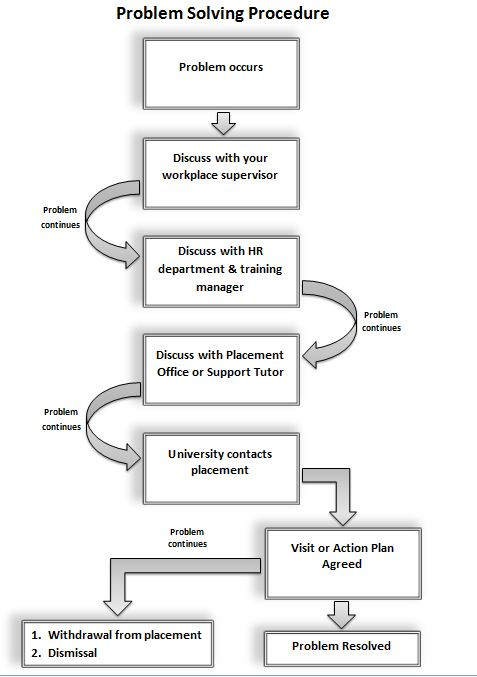 Problem Solving Procedure
Problem occurs
Discuss with your
workplace supervisor
Problem
continues
Discuss with HR
department & training
manager
Problem
continues
Discuss with Placement
Office or Support Tutor
Problem
continues
University contacts
placement
Visit or Action Plan
Agreed
Problem
continues
1. Withdrawal from placement
2. Dismissal
Problem Resolved